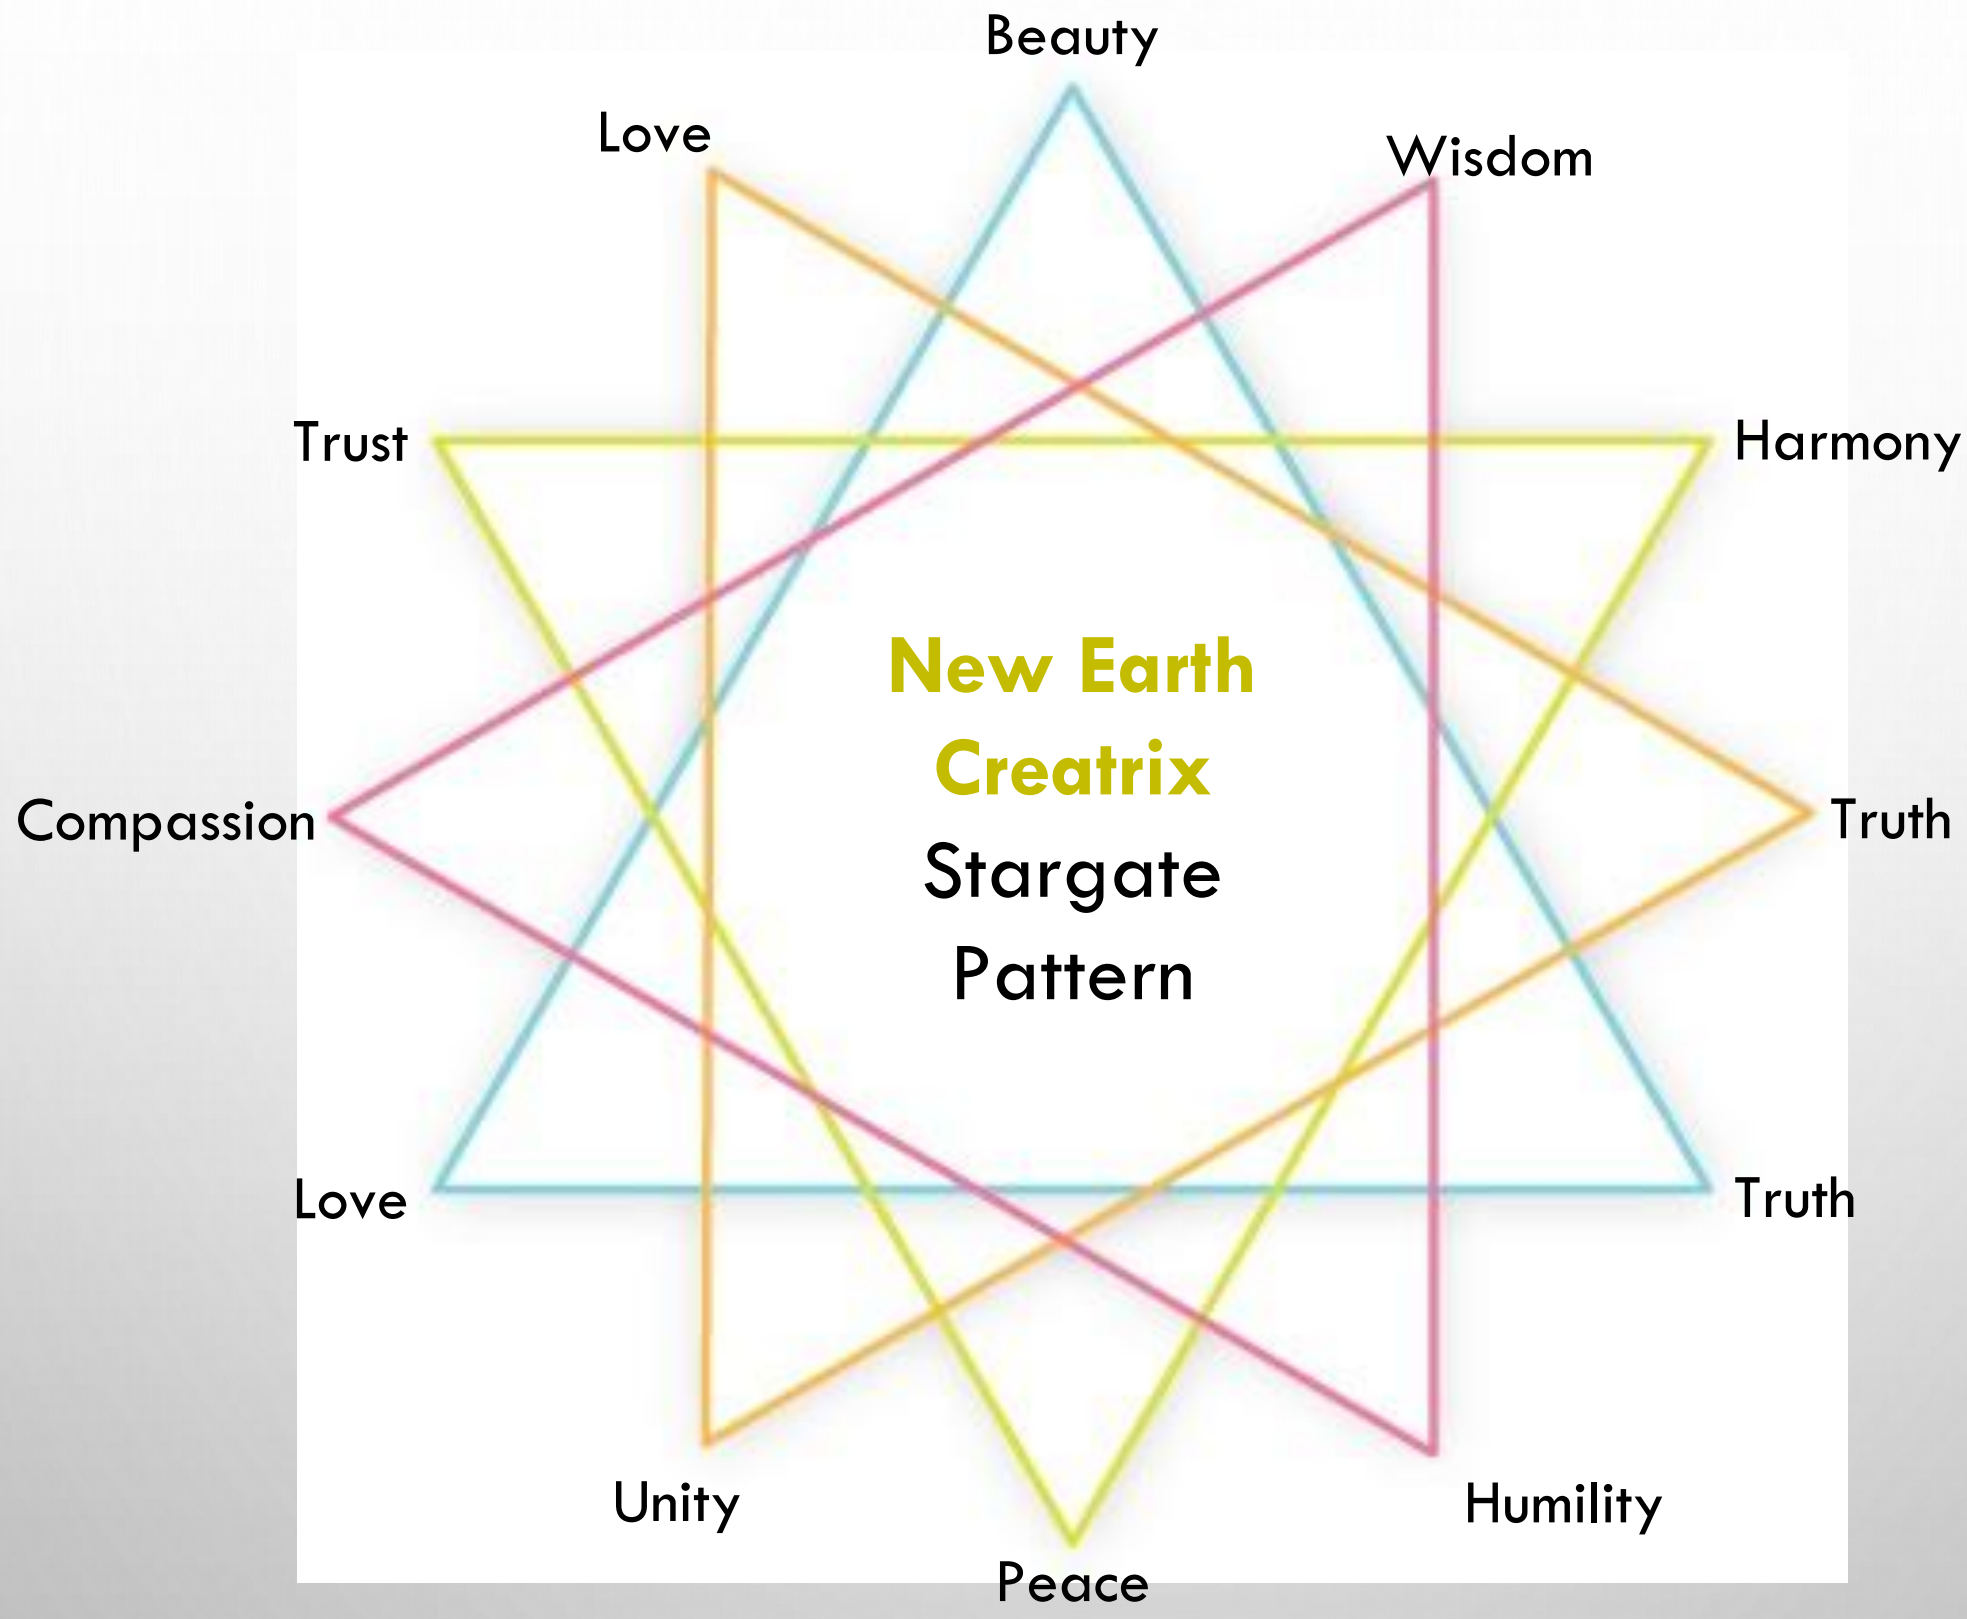 Beauty
Love
Wisdom
Trust
Harmony
New Earth
Creatrix
Stargate
Pattern
Compassion
Truth
Love
Truth
Unity
Humility
Peace